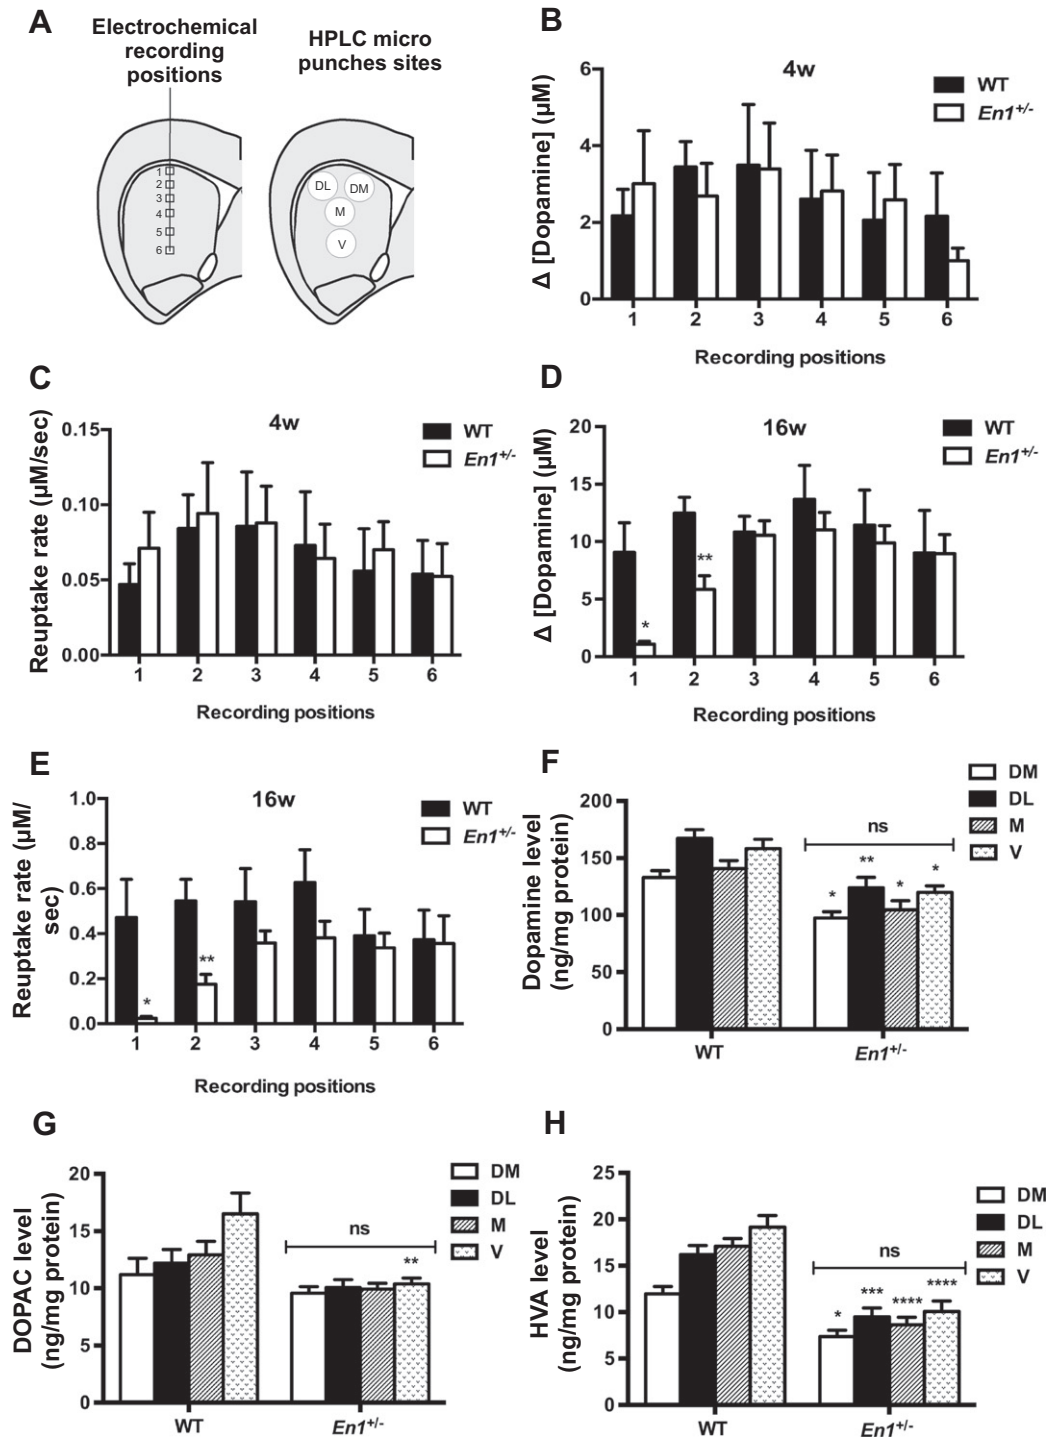 A
Electrochemical
recording
positions
HPLC micro
punches sites
1
2
3
4
5
6
DL
DM
M
V
B
4w
WT
En1+/-
Δ [Dopamine] (µM)
6
4
2
0
1 2 3 4 5 6
Recording positions
C
4w
WT
En1+/-
Reuptake rate (µM/sec)
0.15
0.10
0.05
0.00
1 2 3 4 5 6
Recording positions
D
16w
WT
En1+/-
Δ [Dopamine] (µM)
20
15
10
5
0
*
**
1 2 3 4 5 6
Recording positions
E
16w
WT
En1+/-
Reuptake rate (µM/
sec)
1.0
0.8
0.6
0.4
0.2
0.0
*
**
1 2 3 4 5 6
Recording positions
F
DM
DL
M
V
Dopamine level
(ng/mg protein)
200
150
100
50
0
ns
* ** * *
WT En1+/-
G
DM
DL
M
V
DOPAC level
(ng/mg protein)
20
15
10
5
0
ns
**
WT En1+/-
H
DM
DL
M
V
HVA level
(ng/mg protein)
25
20
15
10
5
0
ns
* *** **** ****
WT En1+/-